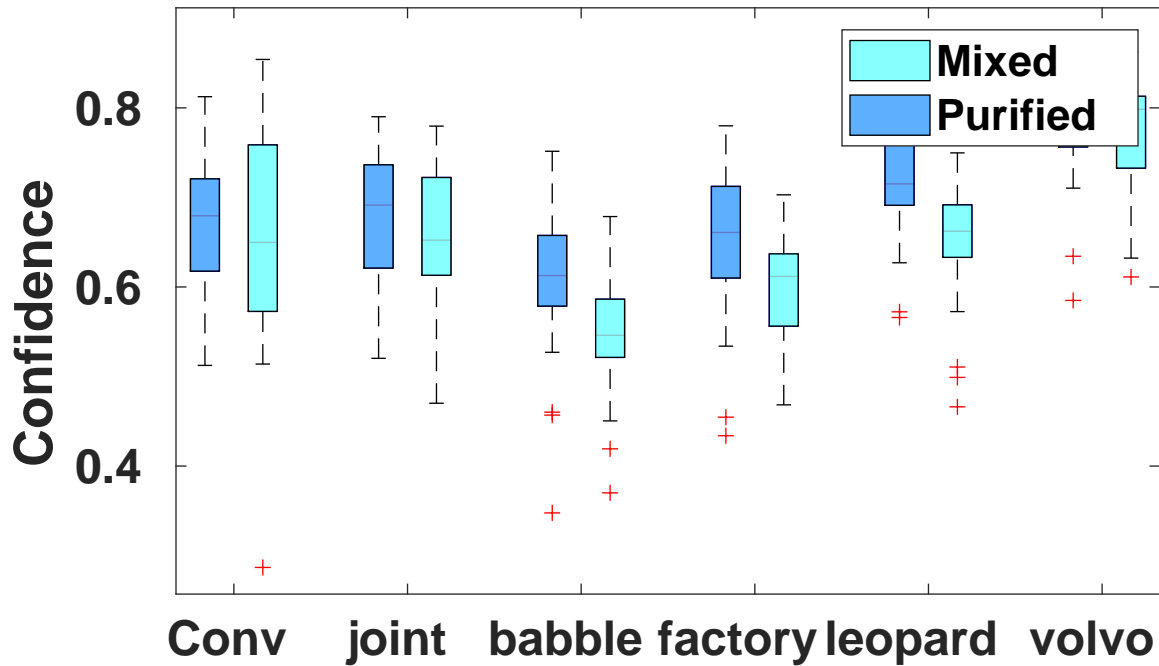 Mixed
Purified
0.8
0.6
0.4
Confidence
Conv joint babble factory leopard volvo